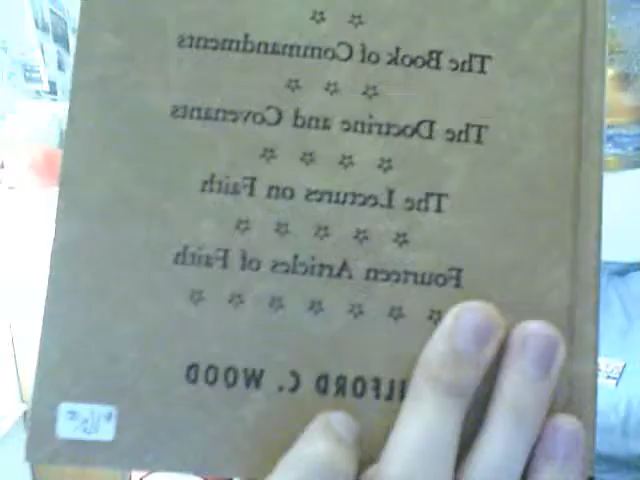 ☆ ☆
The Book of Commandments
☆ ☆ ☆
The Doctrine and Covenants
☆ ☆ ☆ ☆
The Lectures on Faith
☆ ☆ ☆ ☆ ☆
Fourteen Articles of Faith
☆ ☆ ☆ ☆ ☆ ☆ ☆
ILFORD C. WOOD